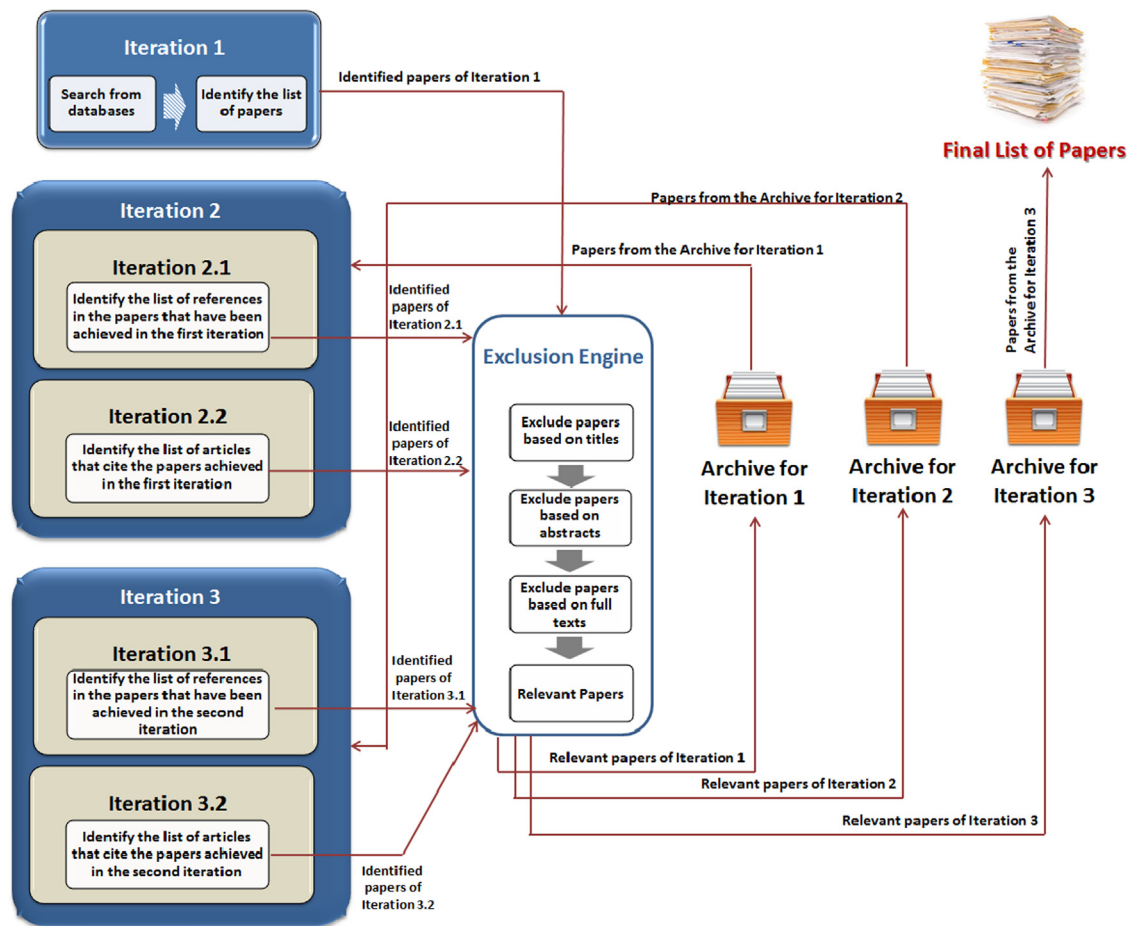 Iteration 1
Search from
databases
Identify the list
of papers
Identified papers of Iteration 1
Final List of Papers
Iteration 2
Iteration 2.1
Identify the list of references
in the papers that have been
achieved in the first iteration
Iteration 2.2
Identify the list of articles
that cite the papers achieved
in the first iteration
Papers from the Archive for Iteration 2
Papers from the Archive for Iteration 1
Papers from the
Archive for Iteration 3
Identified
papers of
Iteration 2.1
Identified
papers of
Iteration 2.2
Exclusion Engine
Exclude papers
based on titles
Exclude papers
based on
abstracts
Exclude papers
based on full
texts
Relevant Papers
Archive for
Iteration 1
Archive for
Iteration 2
Archive for
Iteration 3
Iteration 3
Iteration 3.1
Identify the list of references
in the papers that have been
achieved in the second
iteration
Iteration 3.2
Identify the list of articles
that cite the papers achieved
in the second iteration
Identified
papers of
Iteration 3.1
Identified
papers of
Iteration 3.2
Relevant papers of Iteration 1
Relevant papers of Iteration 2
Relevant papers of Iteration 3